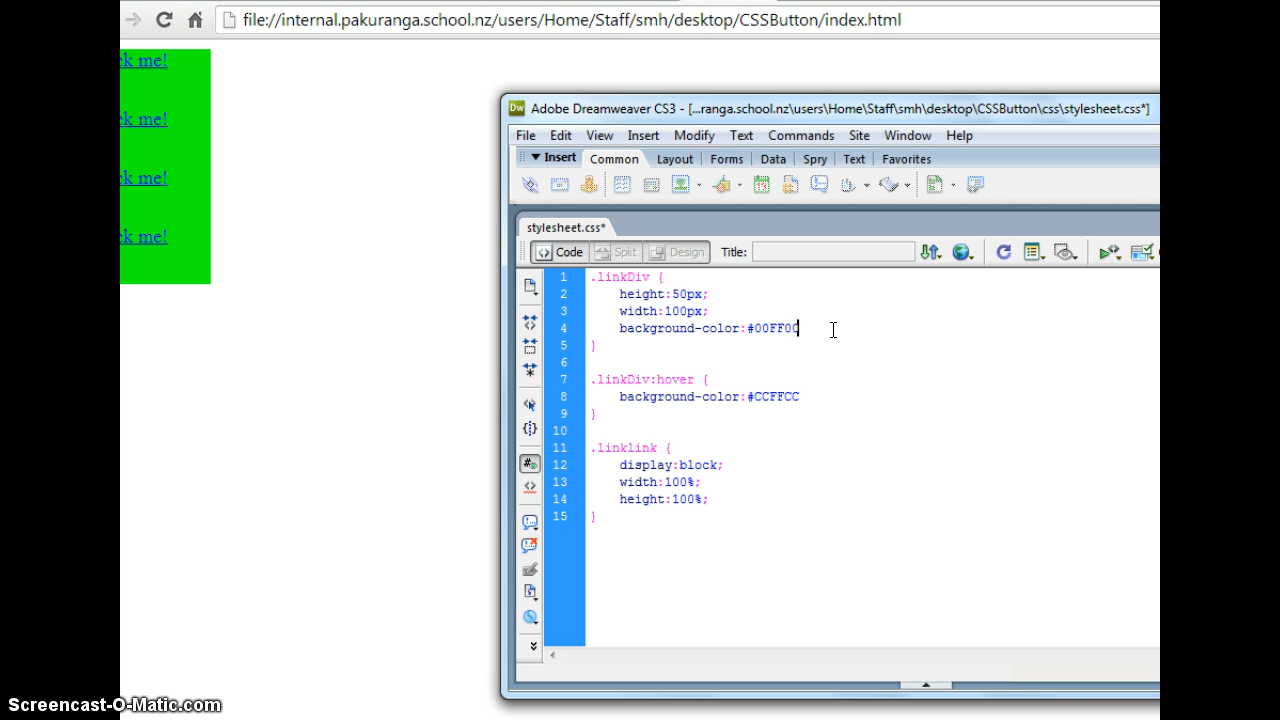 file://internal.pakuranga.school.nz/users/Home/Staff/smh/desktop/CSSButton/index.html
ck me!
ck me!
ck me!
ck me!
Dw Adobe Dreamweaver CS3 - [...ranga.school.nz\users\Home\Staff\smh\desktop\CSSButton\css\stylesheet.css*]
File Edit View Insert Modify Text Commands Site Window Help
▼ Insert Common Layout Forms Data Spry Text Favorites
stylesheet.css*
Code Split Design Title:
1 .linkDiv {
2 height:50px;
3 width:100px;
4 background-color:#00FF00
5 }
6
7 .linkDiv:hover {
8 background-color:#CCFFCC
9 }
10
11 .linklink {
12 display:block;
13 width:100%;
14 height:100%;
15 }
Screencast-O-Matic.com